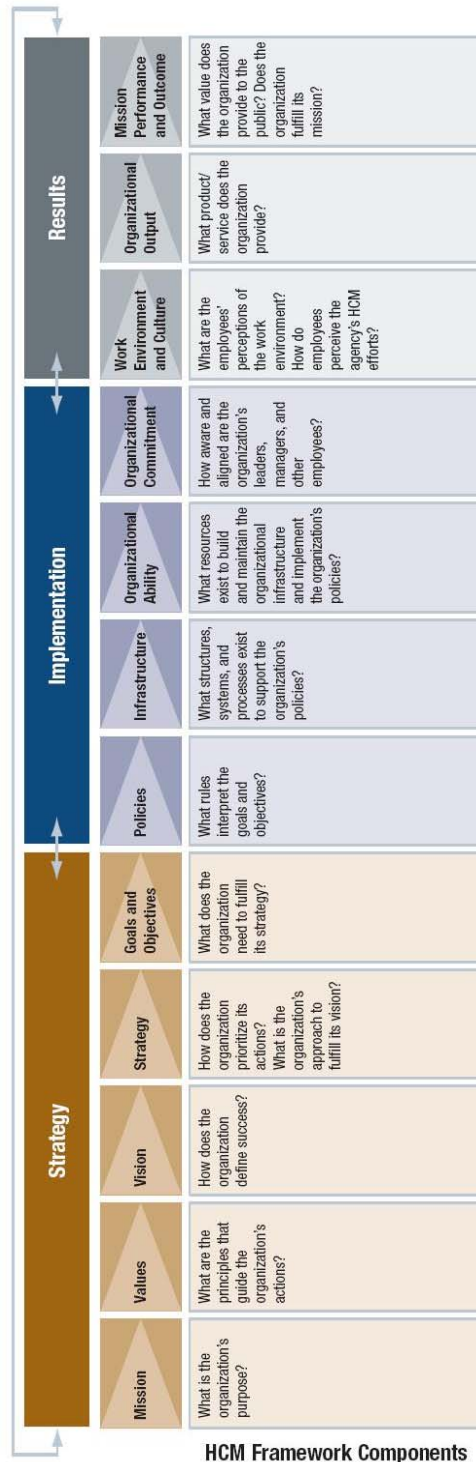 Strategy
Implementation
Results
Mission
Values
Vision
Strategy
Goals and
Objectives
Policies
Infrastructure
Organizational
Ability
Organizational
Commitment
Work
Environment
and Culture
Organizational
Output
Mission
Performance
and Outcome
What is the
organization's
purpose?
What are the
principles that
guide the
organization's
actions?
How does the
organization
define success?
How does the
organization
prioritize its
actions?
What is the
organization's
approach to
fulfill its vision?
What does the
organization
need to fulfill
its strategy?
What rules
interpret the
goals and
objectives?
What structures,
systems, and
processes exist
to support the
organization's
policies?
What resources
exist to build
and maintain the
organizational
infrastructure
and implement
the organization's
policies?
How aware and
aligned are the
organization's
leaders,
managers, and
other
employees?
What are the
employees'
perceptions of
the work
environment?
How do
employees
perceive the
agency's HCM
efforts?
What product/
service does the
organization
provide?
What value does
the organization
provide to the
public? Does the
organization
fulfill its
mission?
HCM Framework Components